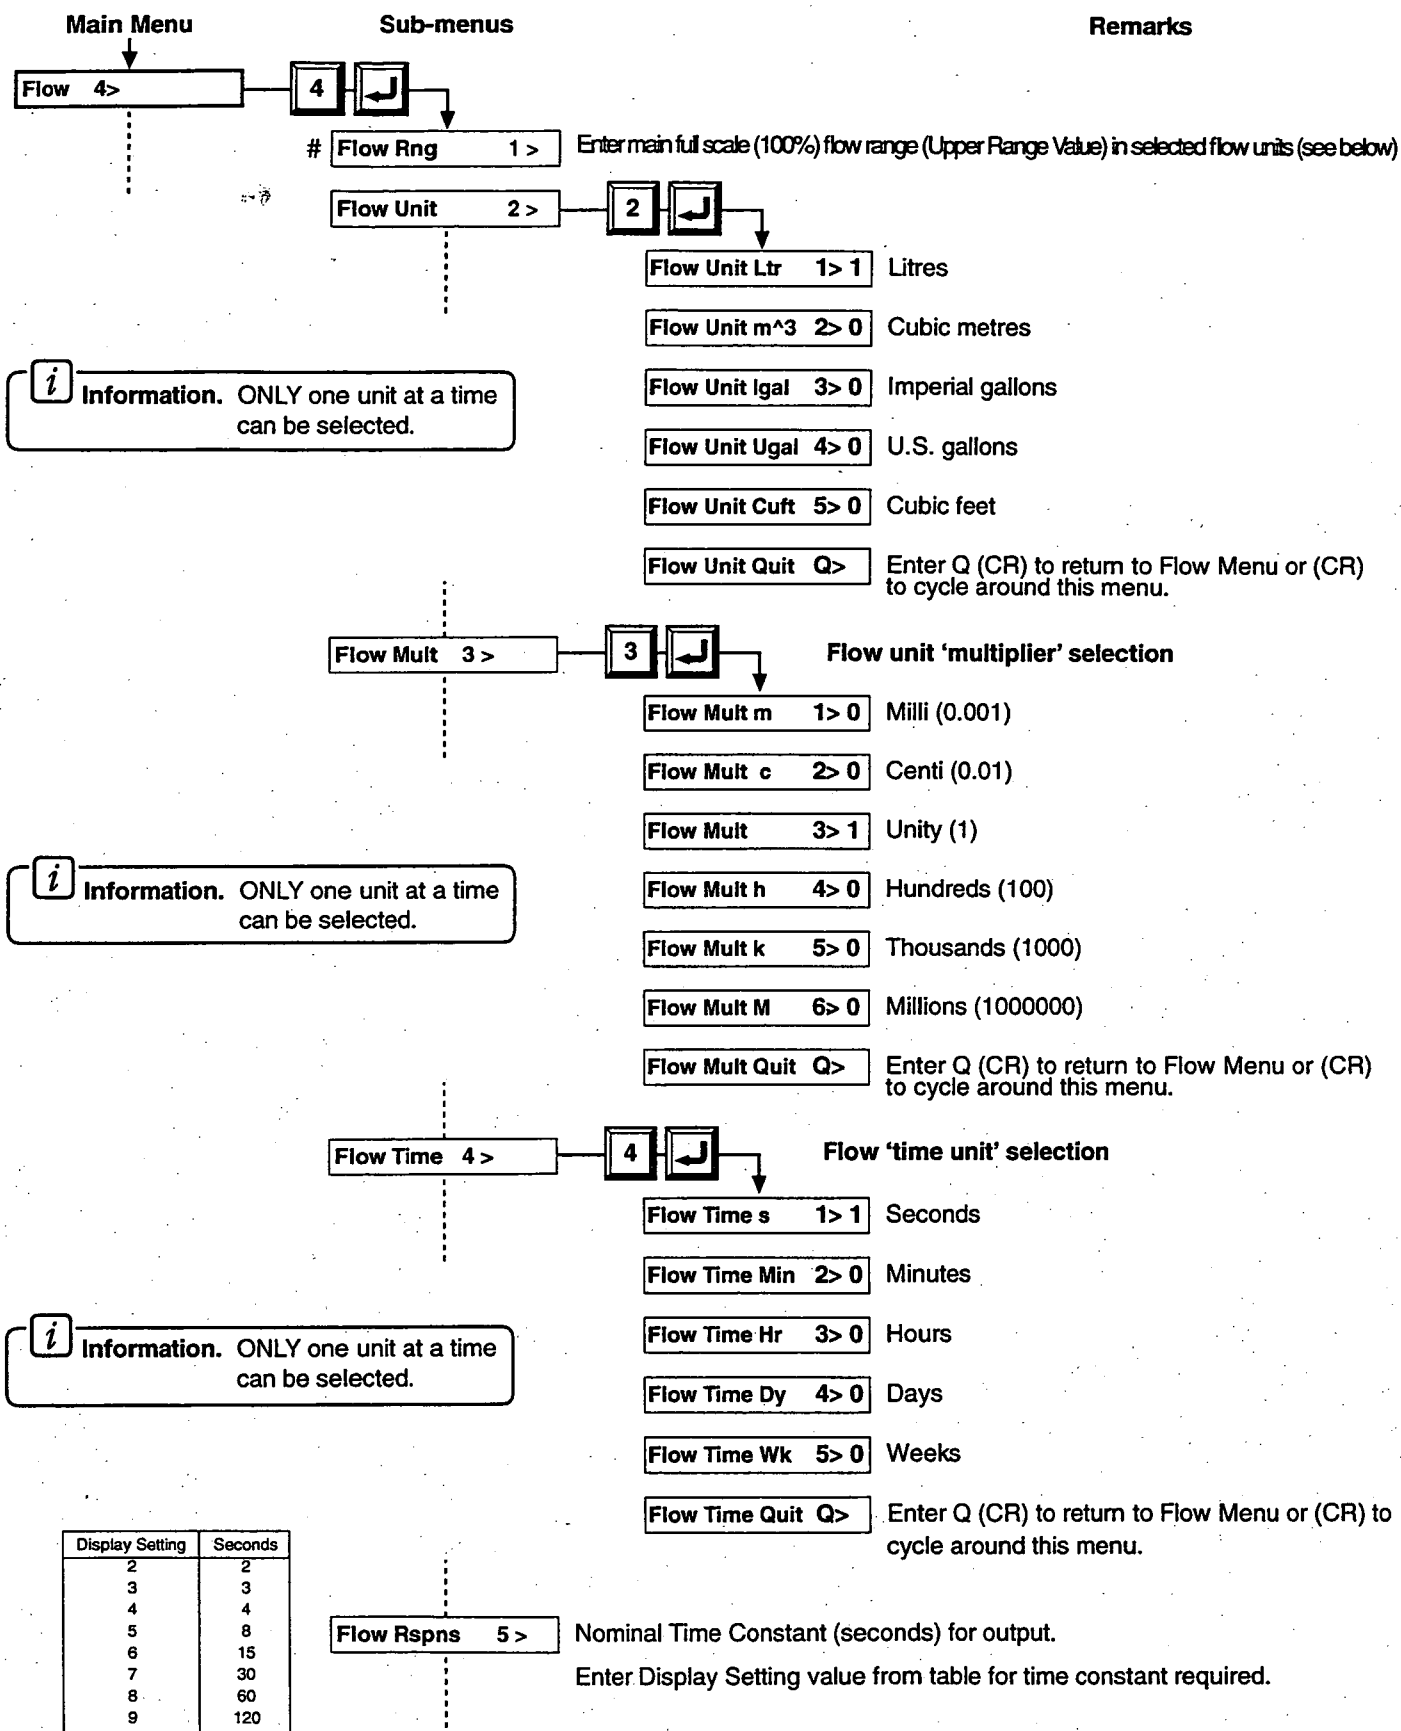 Main Menu Sub-menus Remarks
Flow 4> 4
# Flow Rng 1 > Enter main full scale (100%) flow range (Upper Range Value) in selected flow units (see below)
Flow Unit 2 > 2
Flow Unit Ltr 1> 1 Litres
Flow Unit m^3 2> 0 Cubic metres
i Information. ONLY one unit at a time
can be selected.
Flow Unit Igal 3> 0 Imperial gallons
Flow Unit Ugal 4> 0 U.S. gallons
Flow Unit Cuft 5> 0 Cubic feet
Flow Unit Quit Q> Enter Q (CR) to return to Flow Menu or (CR)
to cycle around this menu.
Flow Mult 3 > 3 Flow unit ‘multiplier’ selection
Flow Mult m 1> 0 Milli (0.001)
Flow Mult c 2> 0 Centi (0.01)
Flow Mult 3> 1 Unity (1)
i Information. ONLY one unit at a time
can be selected.
Flow Mult h 4> 0 Hundreds (100)
Flow Mult k 5> 0 Thousands (1000)
Flow Mult M 6> 0 Millions (1000000)
Flow Mult Quit Q> Enter Q (CR) to return to Flow Menu or (CR)
to cycle around this menu.
Flow Time 4 > 4 Flow ‘time unit’ selection
Flow Time s 1> 1 Seconds
Flow Time Min 2> 0 Minutes
Flow Time Hr 3> 0 Hours
i Information. ONLY one unit at a time
can be selected.
Flow Time Dy 4> 0 Days
Flow Time Wk 5> 0 Weeks
Flow Time Quit Q> Enter Q (CR) to return to Flow Menu or (CR) to
cycle around this menu.
Display Setting Seconds
2 2
3 3
4 4
5 8
6 15
7 30
8 60
9 120
Flow Rspns 5 > Nominal Time Constant (seconds) for output.
Enter Display Setting value from table for time constant required.